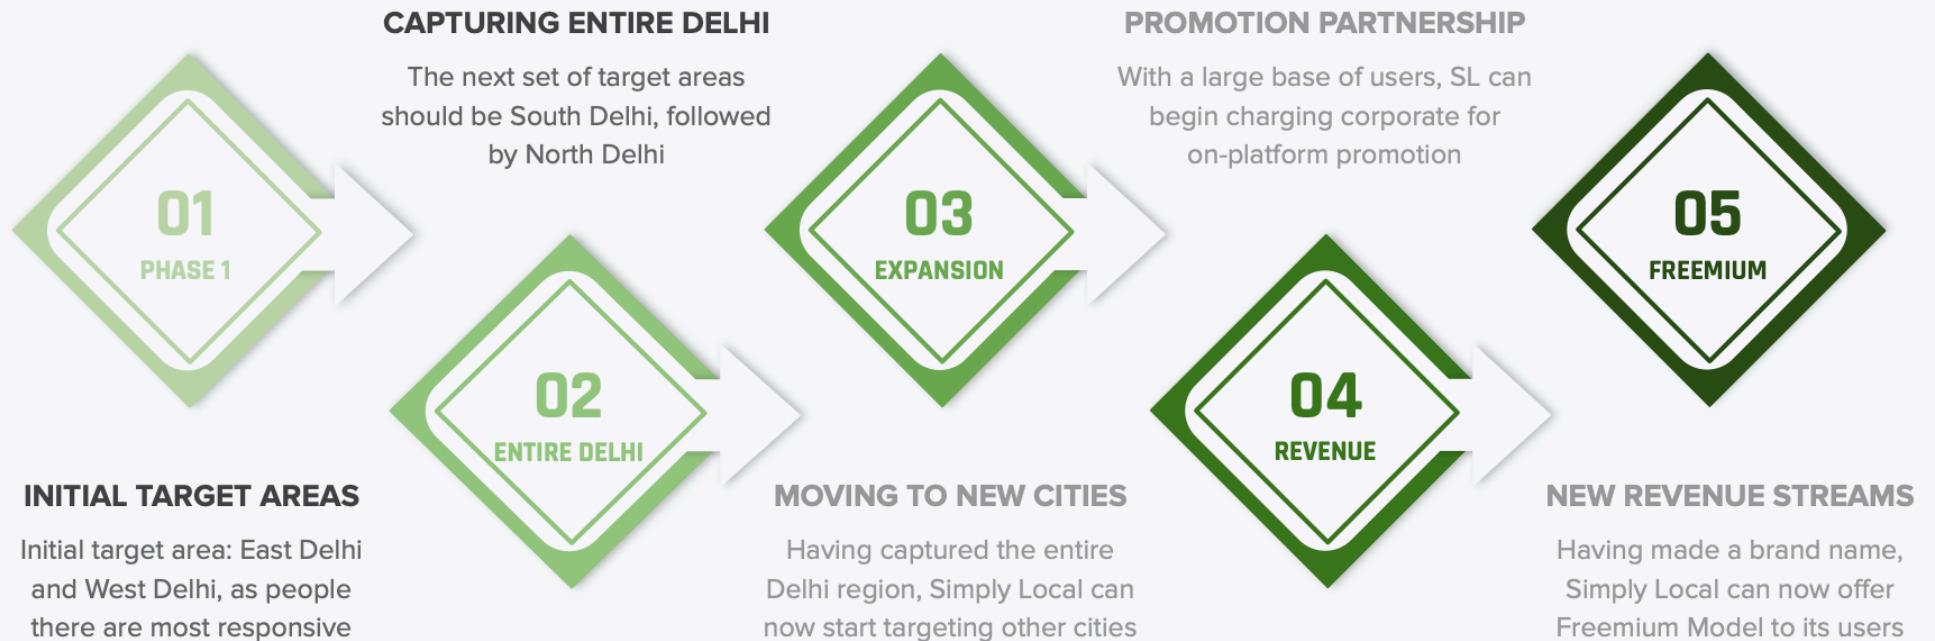 01
PHASE 1
INITIAL TARGET AREAS
Initial target area: East Delhi
and West Delhi, as people
there are most responsive
CAPTURING ENTIRE DELHI
The next set of target areas
should be South Delhi, followed
by North Delhi
02
ENTIRE DELHI
03
EXPANSION
MOVING TO NEW CITIES
Having captured the entire
Delhi region, Simply Local can
now start targeting other cities
PROMOTION PARTNERSHIP
With a large base of users, SL can
begin charging corporate for
on-platform promotion
04
REVENUE
05
FREEMIUM
NEW REVENUE STREAMS
Having made a brand name,
Simply Local can now offer
Freemium Model to its users